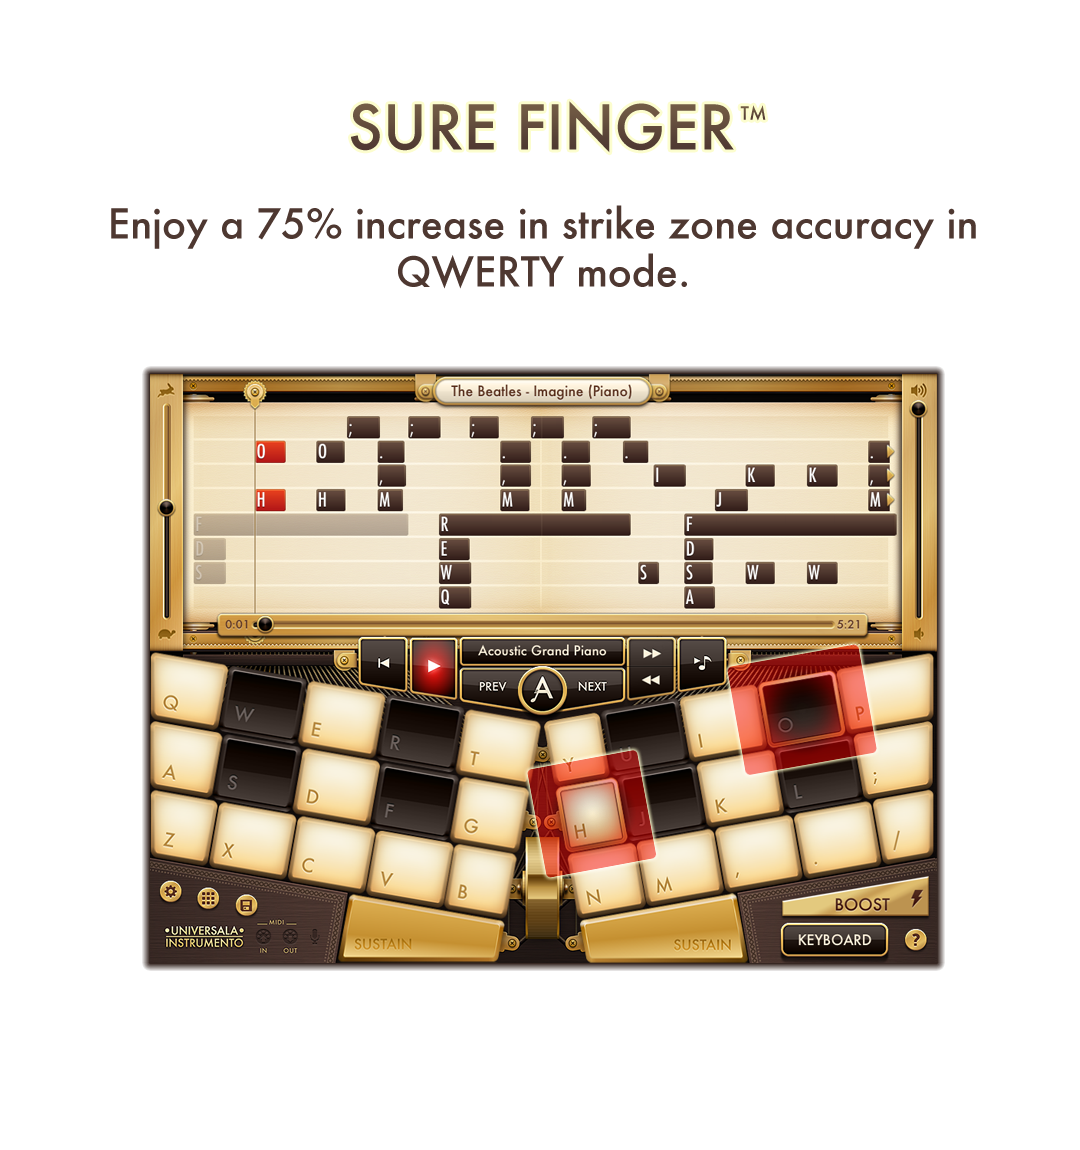 SURE FINGER™
Enjoy a 75% increase in strike zone accuracy in
QWERTY mode.
The Beatles - Imagine (Piano)
; ; ; ; ;
O O . . . . .
, , , I K K ,
H H M M M J M
F R F
D E D
S W S S W W
Q A
0:01 5:21
Acoustic Grand Piano
PREV A NEXT
Q W E R T Y U I O P
A S D F G H J K L ;
Z X C V B N M , . /
BOOST
•UNIVERSALA•
INSTRUMENTO
MIDI
IN OUT
SUSTAIN SUSTAIN
KEYBOARD ?